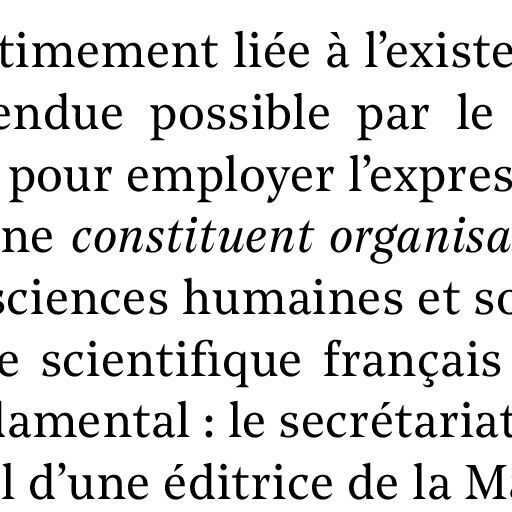 timement liée à l’existe
endue possible par le
pour employer l’expres
ne constituent organisa
sciences humaines et so
e scientifique français
lamental : le secrétariat
l d’une éditrice de la Ma